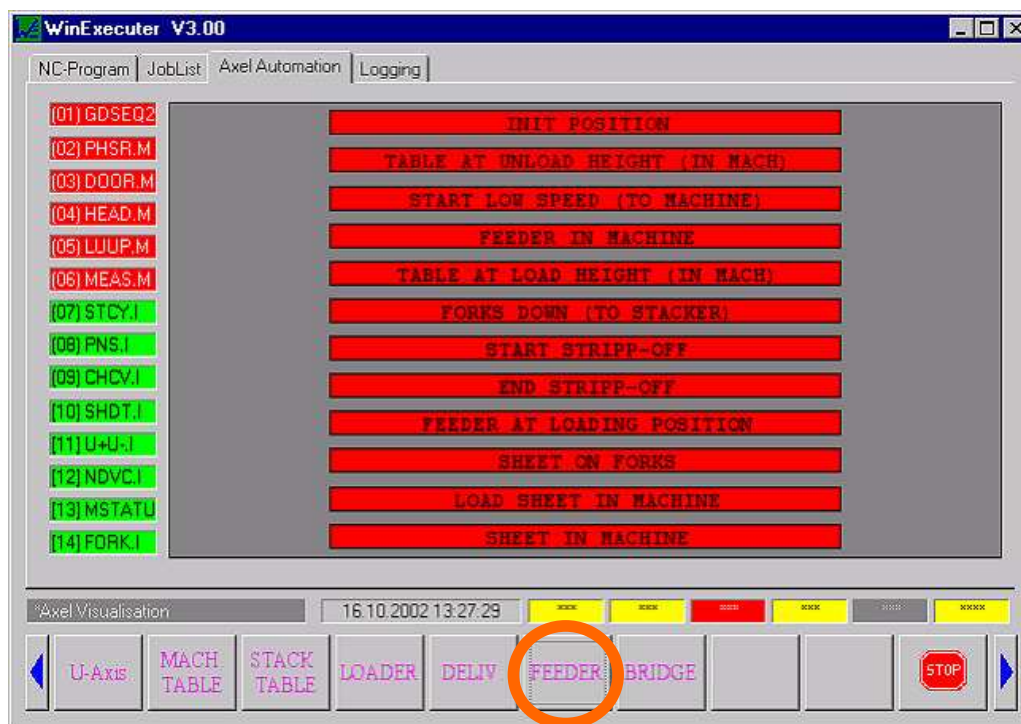 WinExecuter V3.00
NC-Program JobList Axel Automation Logging
(01) GDSEQ2
(02) PHSR.M
(03) DOOR.M
(04) HEAD.M
(05) LUUP.M
(06) MEAS.M
(07) STCY.I
(08) PNS.I
(09) CHCV.I
(10) SHDT.I
(11) U+U-.I
(12) NDVC.I
(13) MSTATU
(14) FORK.I
INIT POSITION
TABLE AT UNLOAD HEIGHT (IN MACH)
START LOW SPEED (TO MACHINE)
FEEDER IN MACHINE
TABLE AT LOAD HEIGHT (IN MACH)
FORKS DOWN (TO STACKER)
START STRIPP-OFF
END STRIPP-OFF
FEEDER AT LOADING POSITION
SHEET ON FORKS
LOAD SHEET IN MACHINE
SHEET IN MACHINE
*Axel Visualisation 16.10.2002 13:27:29 *** *** *** *** *** ****
U-Axis
MACH
TABLE
STACK
TABLE
LOADER
DELIV
FEEDER
BRIDGE
STOP